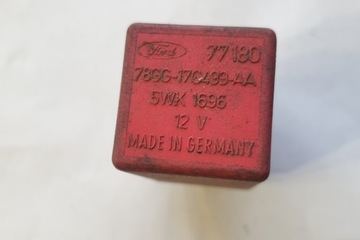 Ford 77180
78GG-17C499-AA
5WK 1696
12 V
MADE IN GERMANY